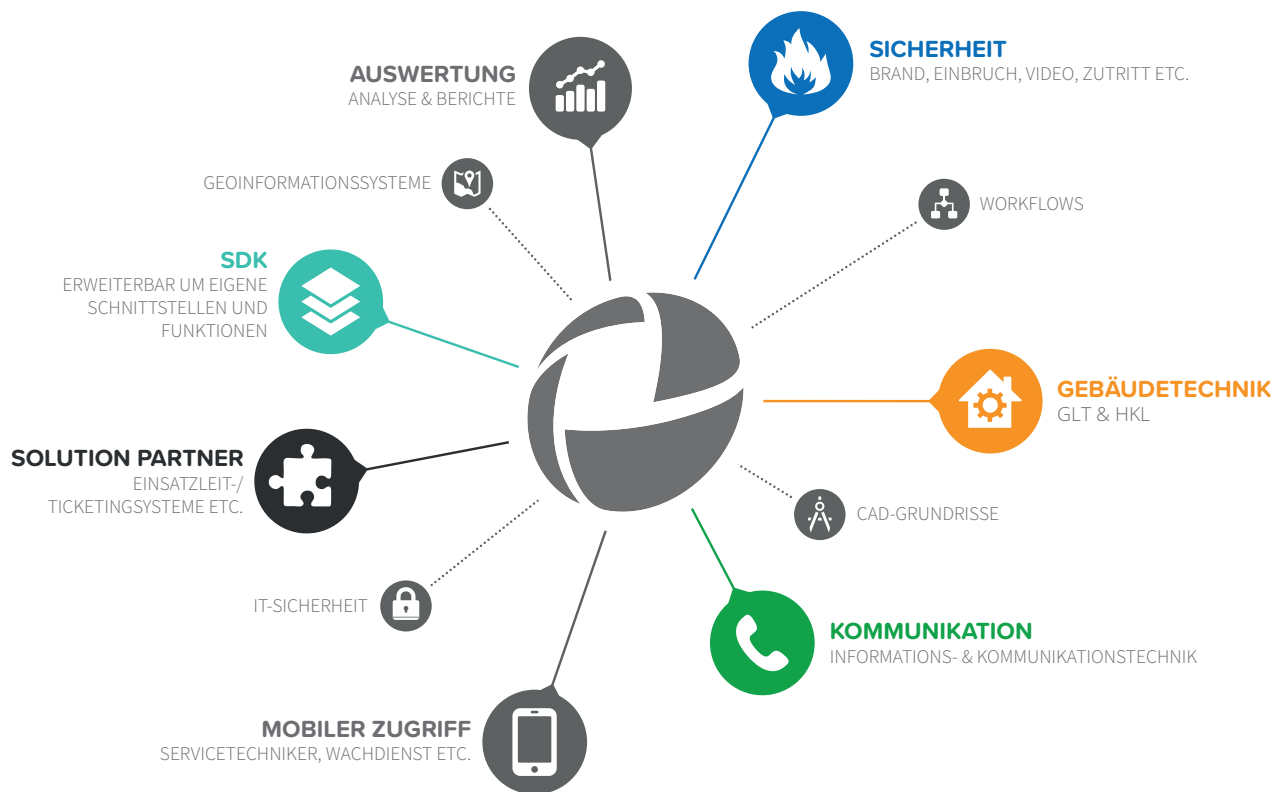 SICHERHEIT
BRAND, EINBRUCH, VIDEO, ZUTRITT ETC.
AUSWERTUNG
ANALYSE & BERICHTE
GEOINFORMATIONSSYSTEME
WORKFLOWS
SDK
ERWEITERBAR UM EIGENE
SCHNITTSTELLEN UND
FUNKTIONEN
GEBÄUDETECHNIK
GLT & HKL
SOLUTION PARTNER
EINSATZLEIT-/
TICKETINGSYSTEME ETC.
CAD-GRUNDRISSE
IT-SICHERHEIT
KOMMUNIKATION
INFORMATIONS- & KOMMUNIKATIONSTECHNIK
MOBILER ZUGRIFF
SERVICETECHNIKER, WACHDIENST ETC.